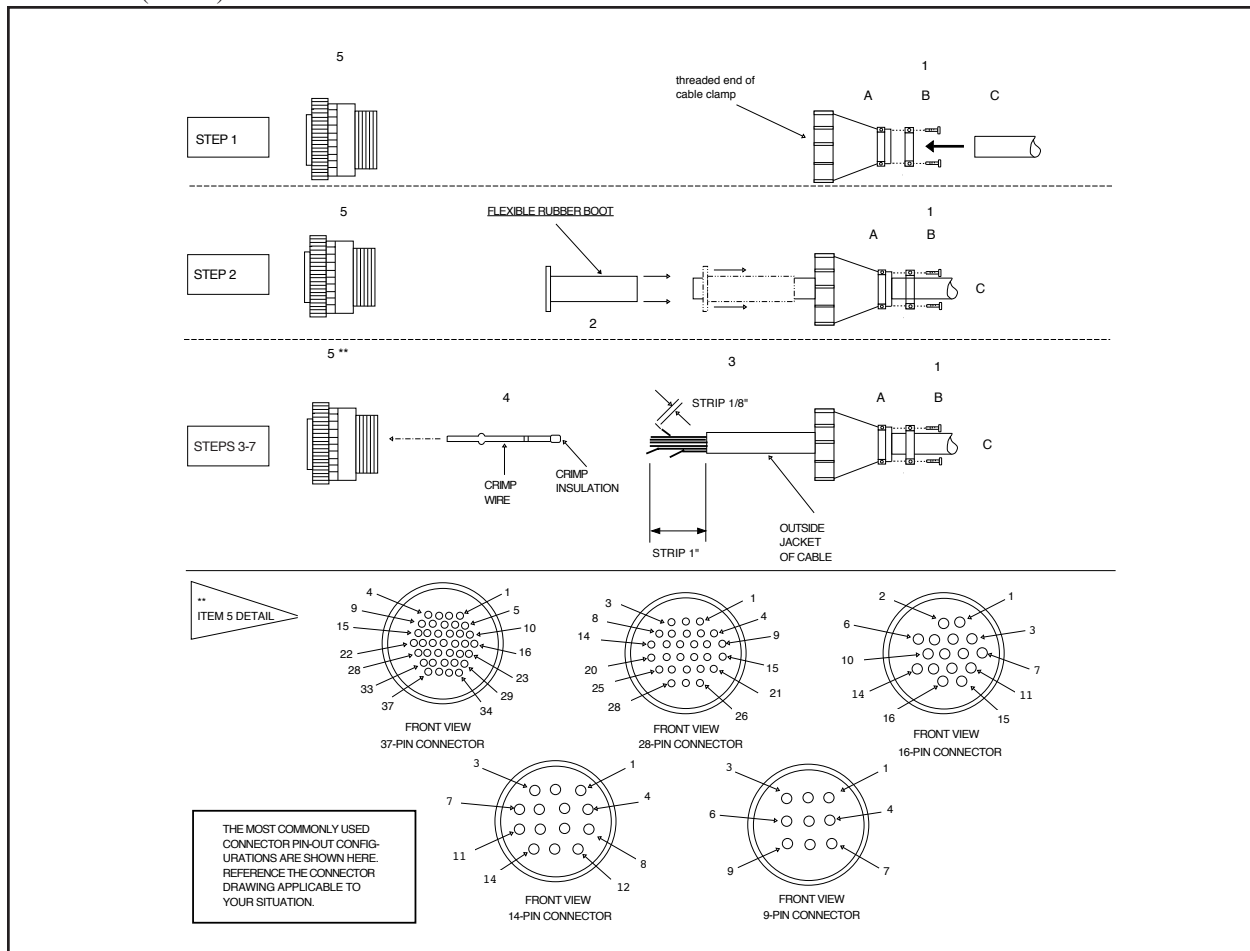 5
1
threaded end of
cable clamp
A
B
C
STEP 1
5
FLEXIBLE RUBBER BOOT
1
A
B
STEP 2
C
2
5 **
3
1
4
STRIP 1/8"
A
B
STEPS 3-7
C
CRIMP
WIRE
CRIMP
INSULATION
STRIP 1"
OUTSIDE
JACKET
OF CABLE
**
ITEM 5 DETAIL
4
1
9
5
15
10
22
16
28
23
33
29
37
34
FRONT VIEW
37-PIN CONNECTOR
3
1
8
4
14
9
20
15
25
21
28
26
FRONT VIEW
28-PIN CONNECTOR
2
1
6
3
10
7
14
11
16
15
FRONT VIEW
16-PIN CONNECTOR
3
1
7
4
11
8
14
12
FRONT VIEW
14-PIN CONNECTOR
3
1
6
4
9
7
FRONT VIEW
9-PIN CONNECTOR
THE MOST COMMONLY USED
CONNECTOR PIN-OUT CONFIG-
URATIONS ARE SHOWN HERE.
REFERENCE THE CONNECTOR
DRAWING APPLICABLE TO
YOUR SITUATION.